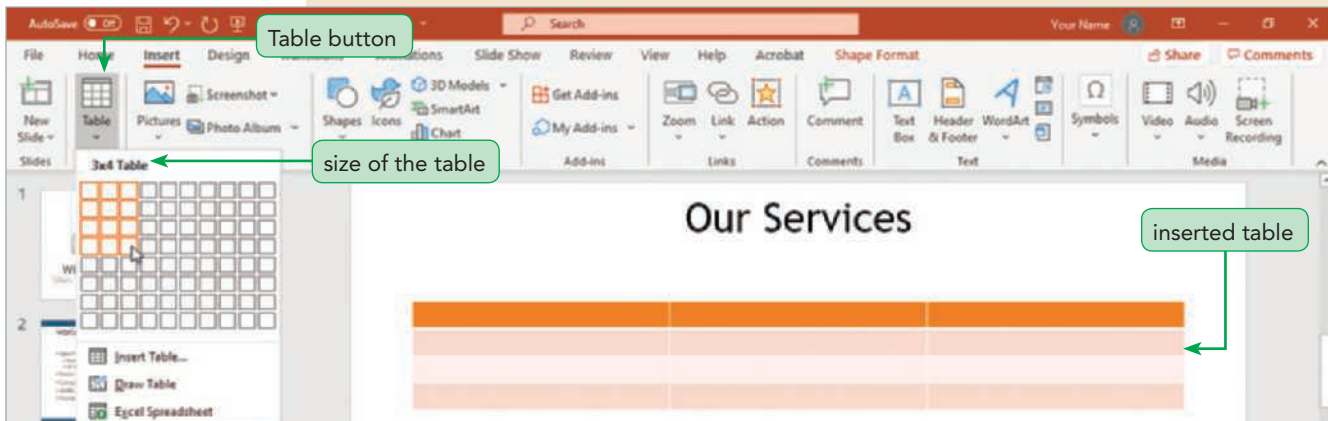 AutoSave Off Search Your Name
Table button
File Home Insert Design Slide Show Review View Help Acrobat Shape Format Share Comments
New Slide
Table
Pictures
Screenshot
Photo Album
Shapes
Icons
3D Models
SmartArt
Chart
Get Add-ins
My Add-ins
Zoom
Link
Action
Comment
Text Box
Header & Footer
WordArt
Symbols
Video
Audio
Screen Recording
Slides
Add-ins
Links
Comments
Text
Media
3x4 Table
size of the table
1
Our Services
inserted table
2
Insert Table...
Draw Table
Excel Spreadsheet